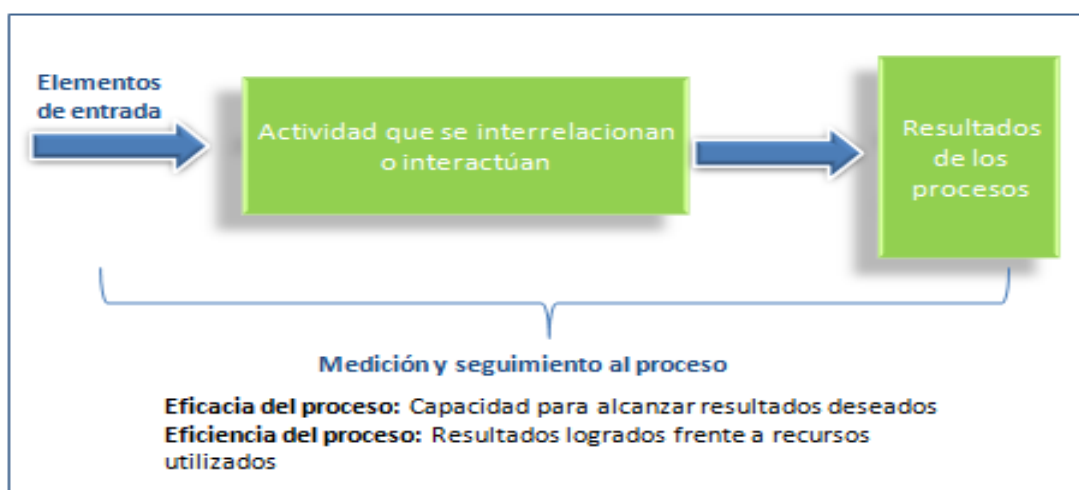 Elementos
de entrada
Actividad que se interrelacionan
o interactúan
Resultados
de los
procesos
Medición y seguimiento al proceso
Eficacia del proceso: Capacidad para alcanzar resultados deseados
Eficiencia del proceso: Resultados logrados frente a recursos
utilizados